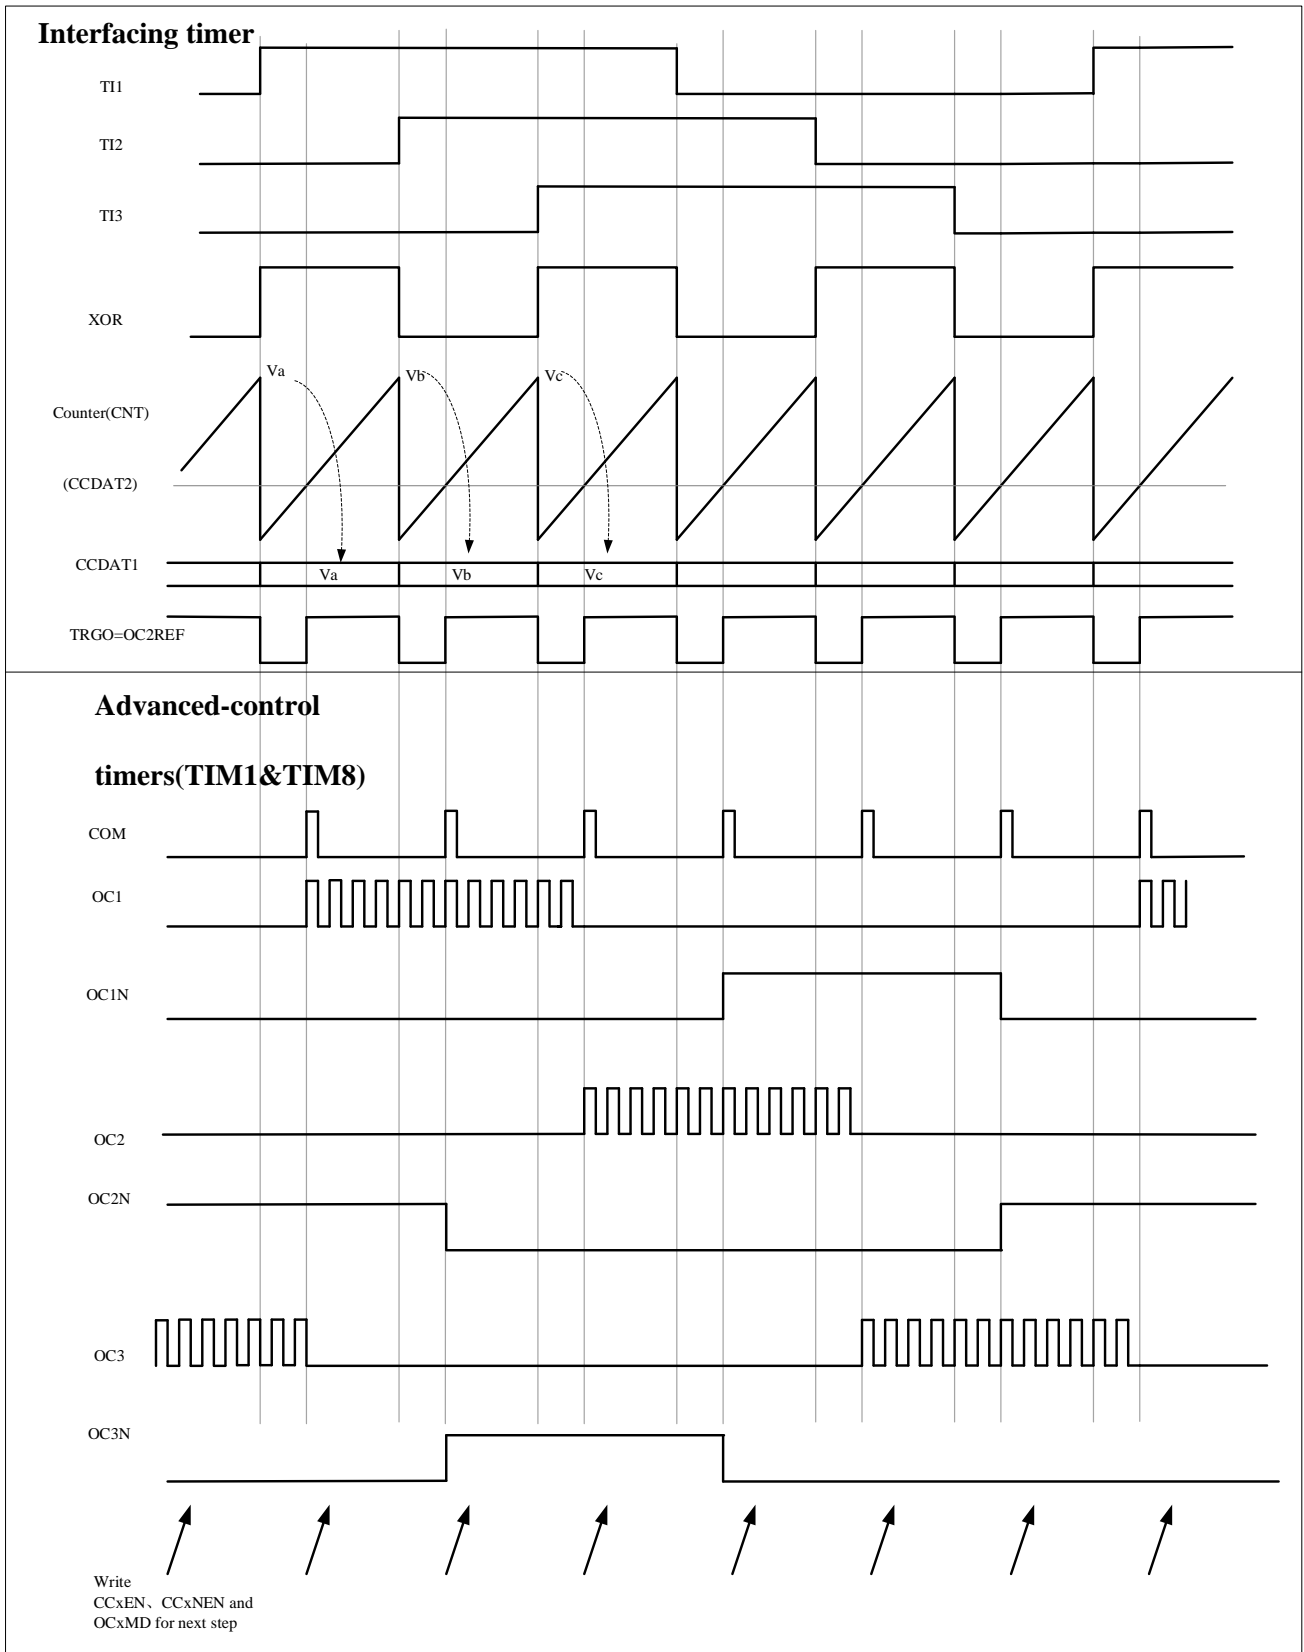 Interfacing timer
TI1
TI2
TI3
XOR
Va
Vb
Vc
Counter(CNT)
(CCDAT2)
CCDAT1
Va
Vb
Vc
TRGO=OC2REF
Advanced-control
timers(TIM1&TIM8)
COM
OC1
OC1N
OC2
OC2N
OC3
OC3N
Write
CCxEN、CCxNEN and
OCxMD for next step